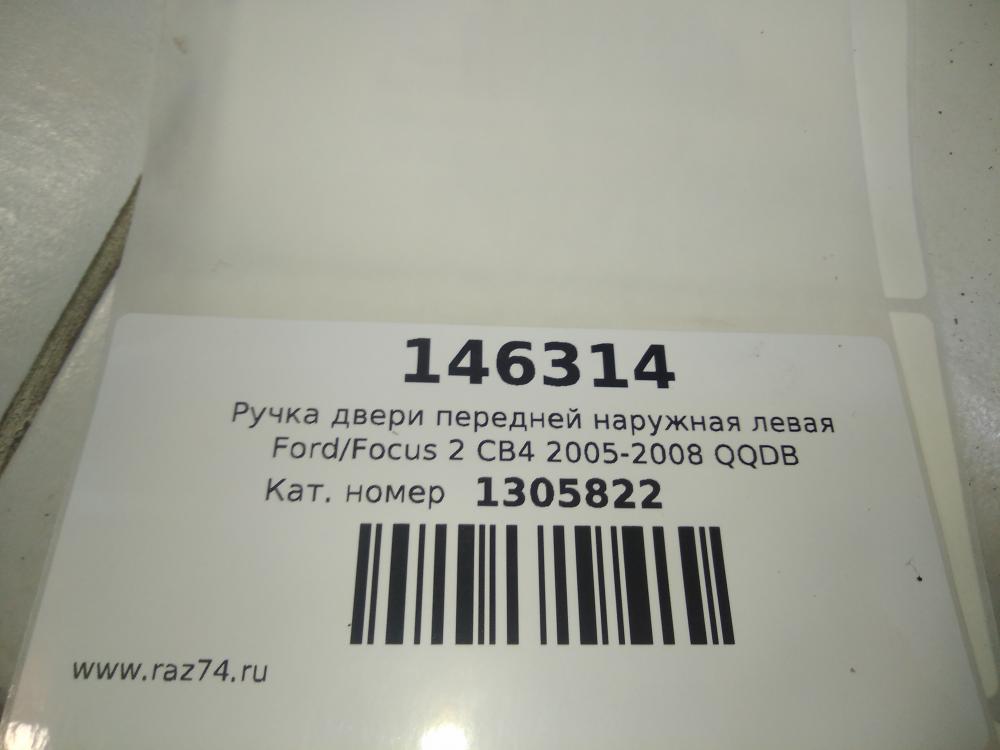 146314
Ручка двери передней наружная левая
Ford/Focus 2 CB4 2005-2008 QQDB
Кат. номер 1305822
www.raz74.ru